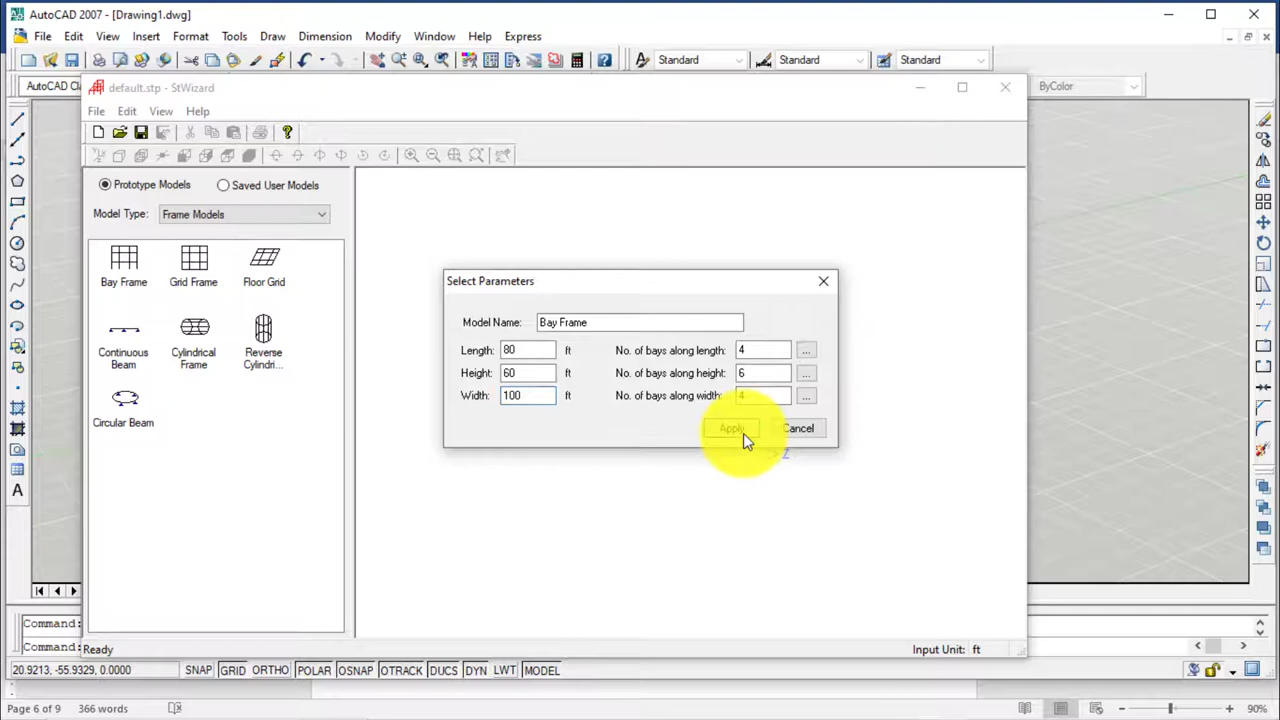 AutoCAD 2007 - [Drawing1.dwg]
File Edit View Insert Format Tools Draw Dimension Modify Window Help Express
Standard Standard Standard
AutoCAD Cla
ByColor
default.stp - StWizard
File Edit View Help
Prototype Models Saved User Models
Model Type: Frame Models
Bay Frame Grid Frame Floor Grid
Continuous Beam Cylindrical Frame Reverse Cylindri...
Circular Beam
Select Parameters
Model Name: Bay Frame
Length: 80 ft No. of bays along length: 4 ...
Height: 60 ft No. of bays along height: 6 ...
Width: 100 ft No. of bays along width: 4 ...
Apply Cancel
Z
Command:
Command:
Ready Input Unit: ft
20.9213, -55.9329, 0.0000 SNAP GRID ORTHO POLAR OSNAP OTRACK DUCS DYN LWT MODEL
Page 6 of 9 366 words 90%